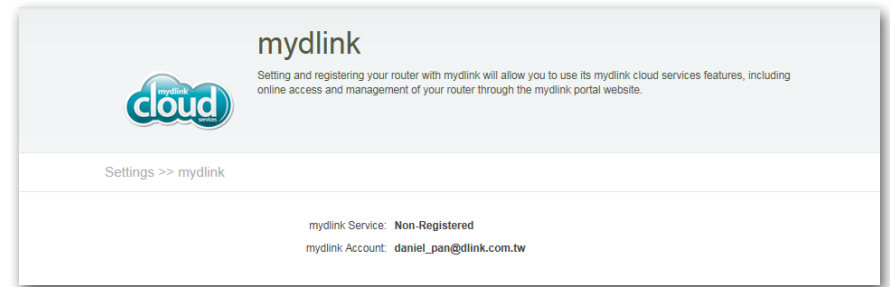 mydlink
Setting and registering your router with mydlink will allow you to use its mydlink cloud services features, including
online access and management of your router through the mydlink portal website.
mydlink
cloud
services
Settings >> mydlink
mydlink Service: Non-Registered
mydlink Account: daniel_pan@dlink.com.tw